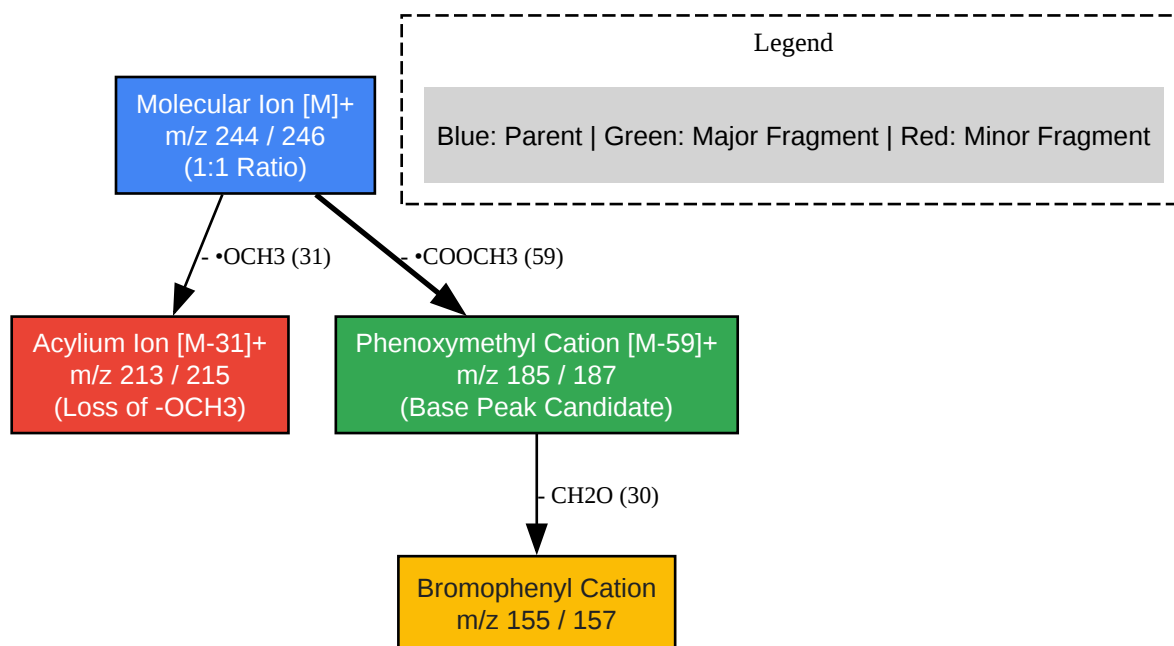 Legend
Blue: Parent | Green: Major Fragment | Red: Minor Fragment
Molecular Ion [M]+
m/z 244 / 246
(1:1 Ratio)
- •OCH3 (31)
- •COOCH3 (59)
Acylium Ion [M-31]+
m/z 213 / 215
(Loss of -OCH3)
Phenoxymethyl Cation [M-59]+
m/z 185 / 187
(Base Peak Candidate)
- CH2O (30)
Bromophenyl Cation
m/z 155 / 157